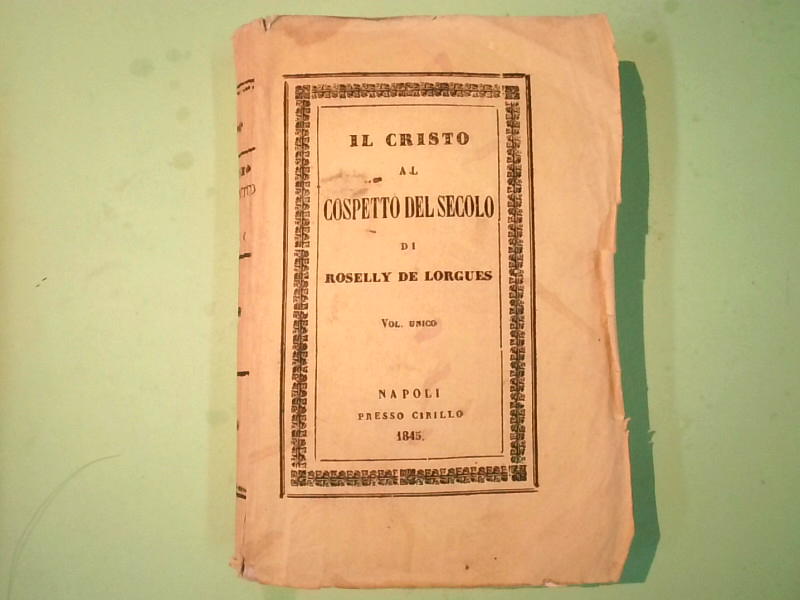 IL CRISTO
AL
COSPETTO DEL SECOLO
DI
ROSELLY DE LORGUES
VOL. UNICO
NAPOLI
PRESSO CIRILLO
1845.